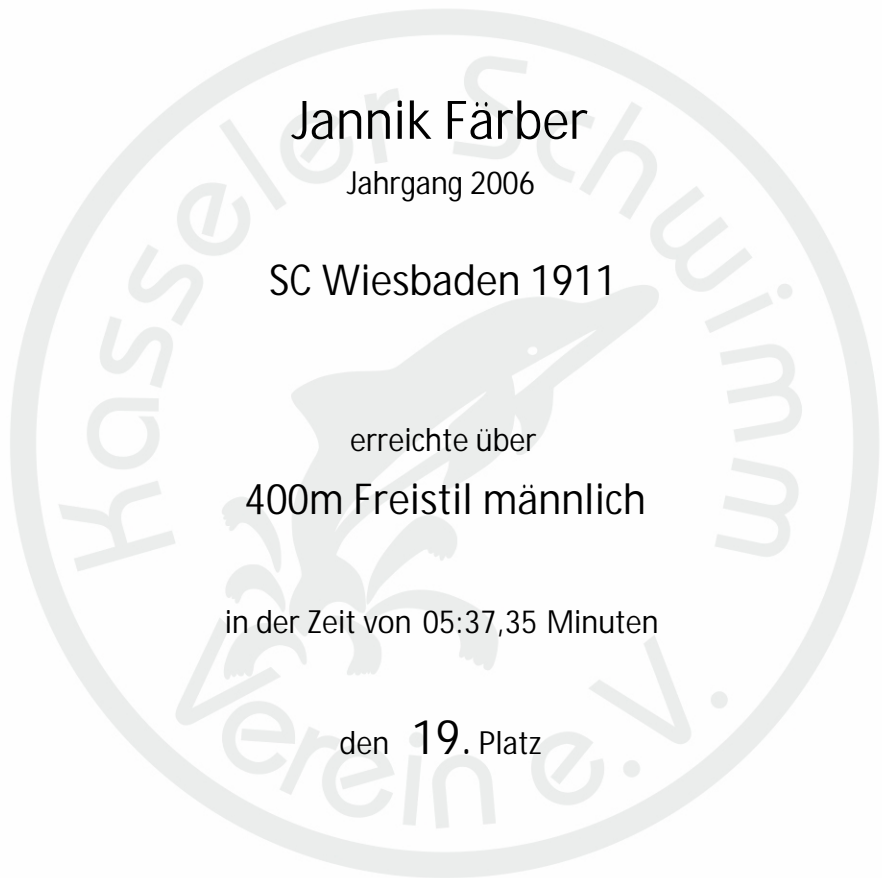 Jannik Färber
Jahrgang 2006
SC Wiesbaden 1911
erreichte über
400m Freistil männlich
in der Zeit von 05:37,35 Minuten
den 19. Platz
Kasseler Schwimm
Verein e.V.